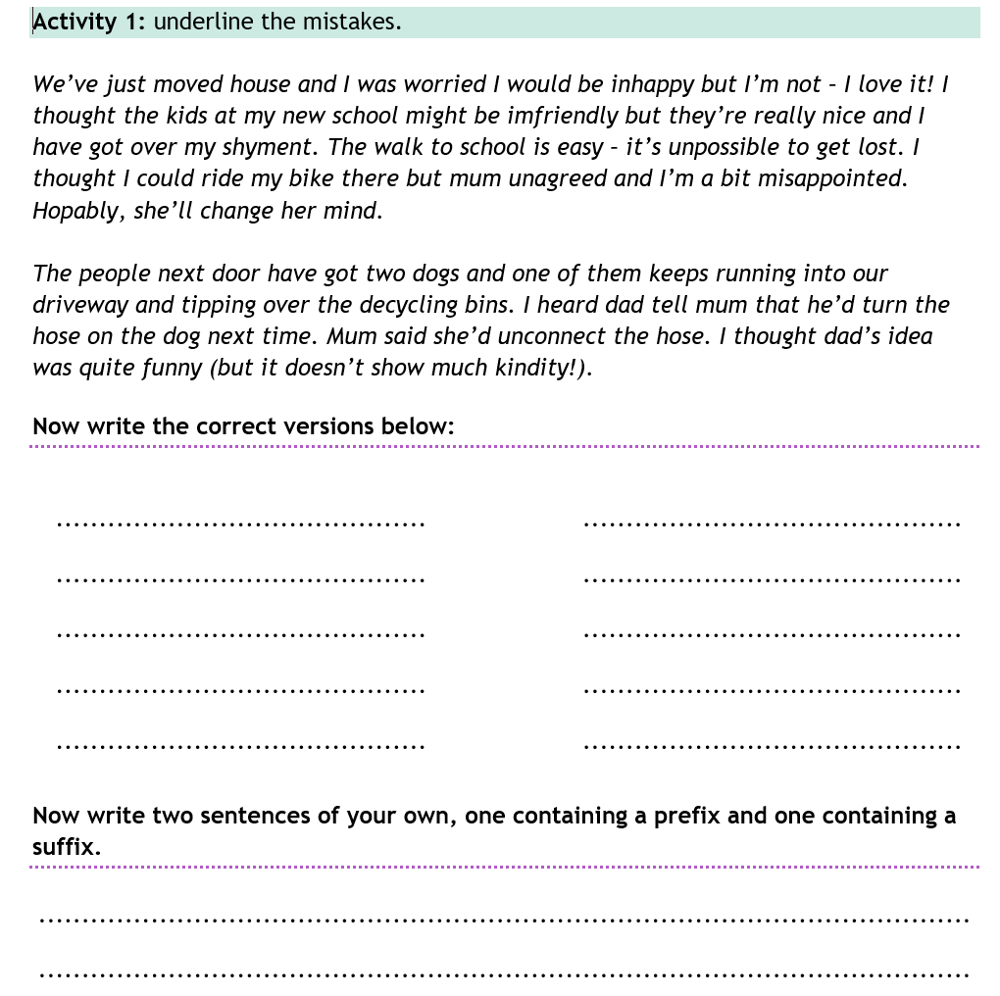 Activity 1: underline the mistakes.
We’ve just moved house and I was worried I would be inhappy but I’m not – I love it! I
thought the kids at my new school might be imfriendly but they’re really nice and I
have got over my shyment. The walk to school is easy – it’s unpossible to get lost. I
thought I could ride my bike there but mum unagreed and I’m a bit misappointed.
Hopably, she’ll change her mind.
The people next door have got two dogs and one of them keeps running into our
driveway and tipping over the decycling bins. I heard dad tell mum that he’d turn the
hose on the dog next time. Mum said she’d unconnect the hose. I thought dad’s idea
was quite funny (but it doesn’t show much kindity!).
Now write the correct versions below:
Now write two sentences of your own, one containing a prefix and one containing a
suffix.